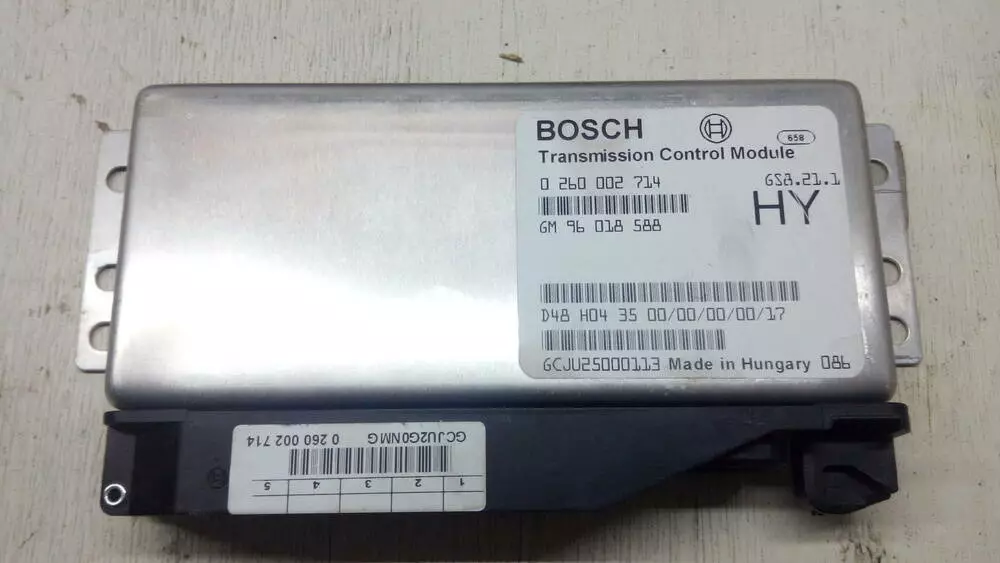 BOSCH
658
Transmission Control Module
0 260 002 714
GS8.21.1
HY
GM 96 018 588
D48 H04 35 00/00/00/00/17
GCJU25000113 Made in Hungary 086
1 2 3 4 5
GCJU2G0NMG
0 260 002 714